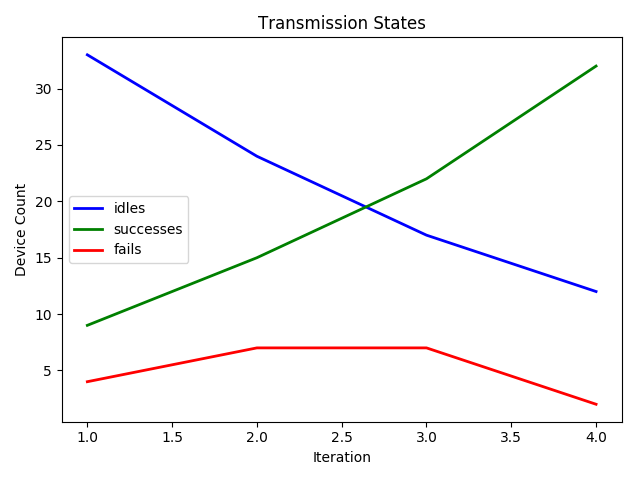 Transmission States
Device Count
30
25
20
15
10
5
idles
successes
fails
1.0 1.5 2.0 2.5 3.0 3.5 4.0
Iteration